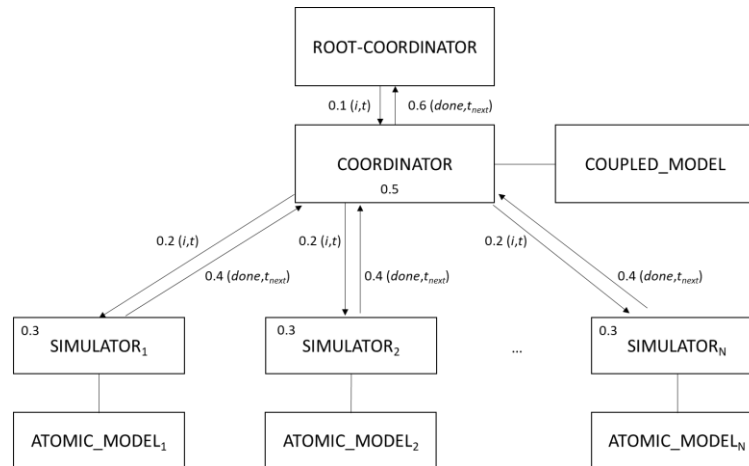 ROOT-COORDINATOR
0.1 (i,t) 0.6 (done,tnext)
COORDINATOR
0.5
COUPLED_MODEL
0.2 (i,t) 0.2 (i,t) 0.2 (i,t)
0.4 (done,tnext) 0.4 (done,tnext) 0.4 (done,tnext)
0.3 0.3 0.3
SIMULATOR1 SIMULATOR2 ... SIMULATORN
ATOMIC_MODEL1 ATOMIC_MODEL2 ATOMIC_MODELN